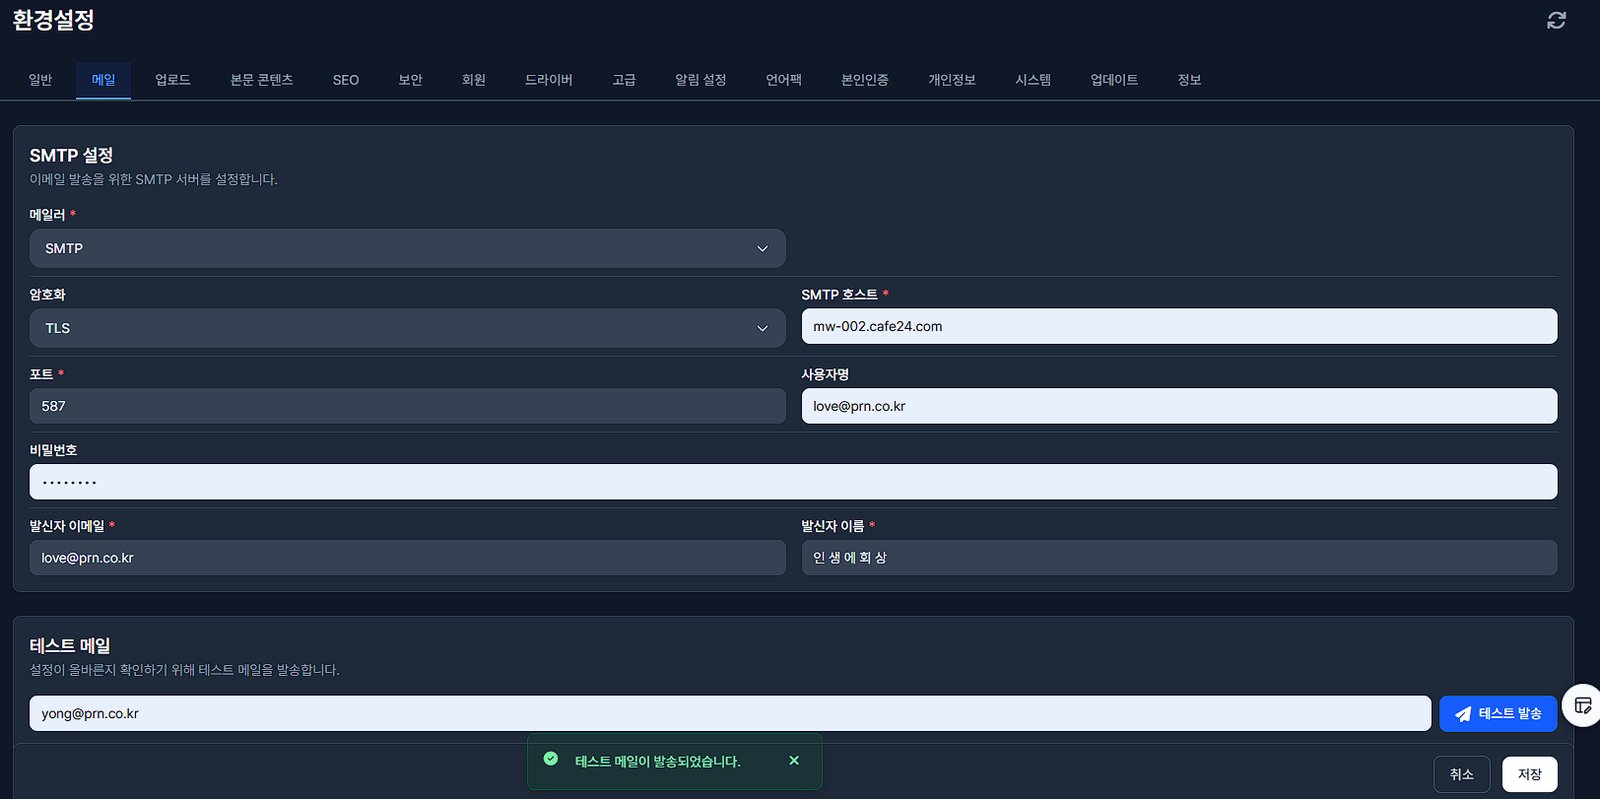 환경설정
일반 메일 업로드 본문 콘텐츠 SEO 보안 회원 드라이버 고급 알림 설정 언어팩 본인인증 개인정보 시스템 업데이트 정보
SMTP 설정
이메일 발송을 위한 SMTP 서버를 설정합니다.
메일러 *
SMTP
암호화
TLS
SMTP 호스트 *
mw-002.cafe24.com
포트 *
587
사용자명
love@prn.co.kr
비밀번호
••••••••
발신자 이메일 *
love@prn.co.kr
발신자 이름 *
인 생 에 회 상
테스트 메일
설정이 올바른지 확인하기 위해 테스트 메일을 발송합니다.
yong@prn.co.kr
테스트 발송
테스트 메일이 발송되었습니다.
취소 저장